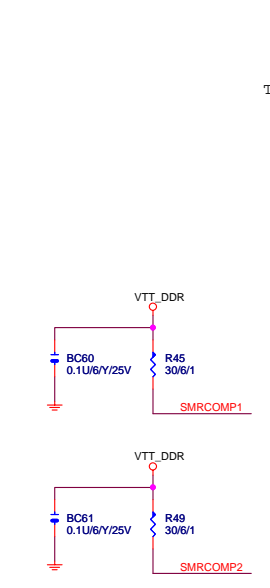 T
VTT_DDR
BC60
0.1U/6/Y/25V
R45
30/6/1
SMRCOMP1
VTT_DDR
BC61
0.1U/6/Y/25V
R49
30/6/1
SMRCOMP2